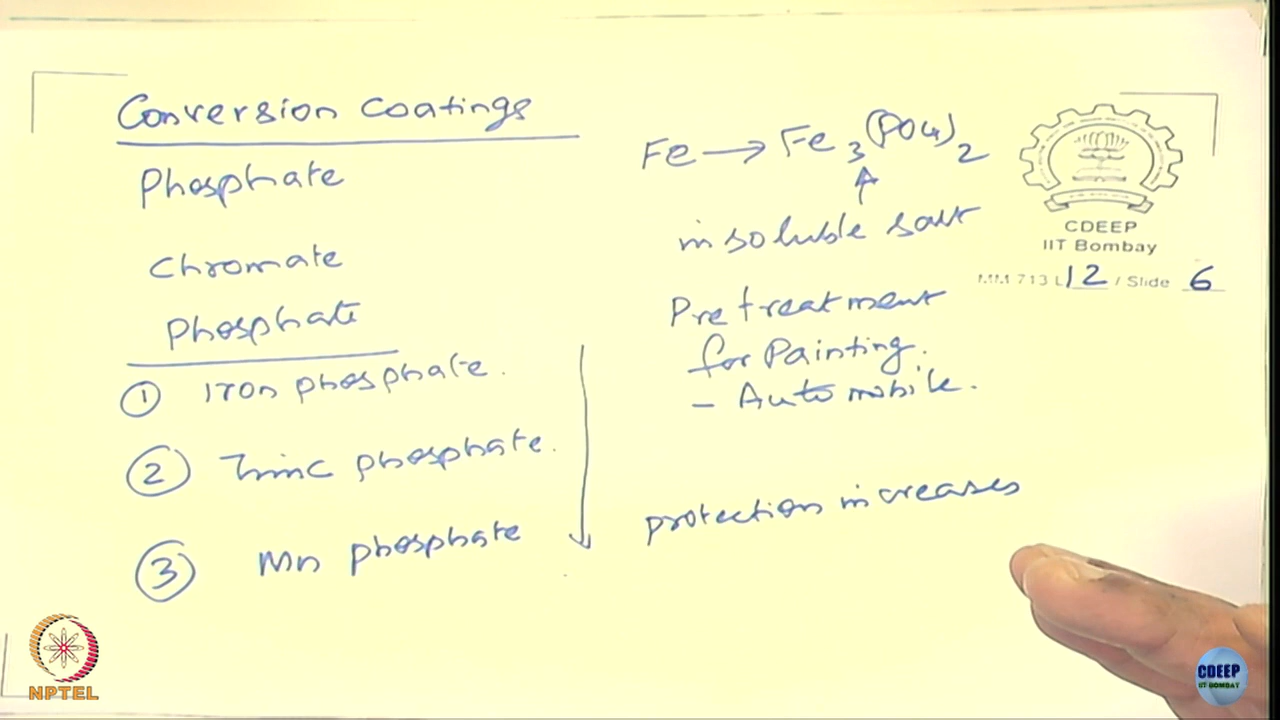 Conversion coatings
Phosphate
Chromate
Phosphate
① Iron phosphate.
② Zinc phosphate.
③ Mn phosphate
Fe → Fe₃(PO₄)₂
insoluble salt
Pretreatment
for Painting.
- Automobile.
protection increases
CDEEP
IIT Bombay
MM 713 L 12 / Slide 6
NPTEL
CDEEP
IIT BOMBAY